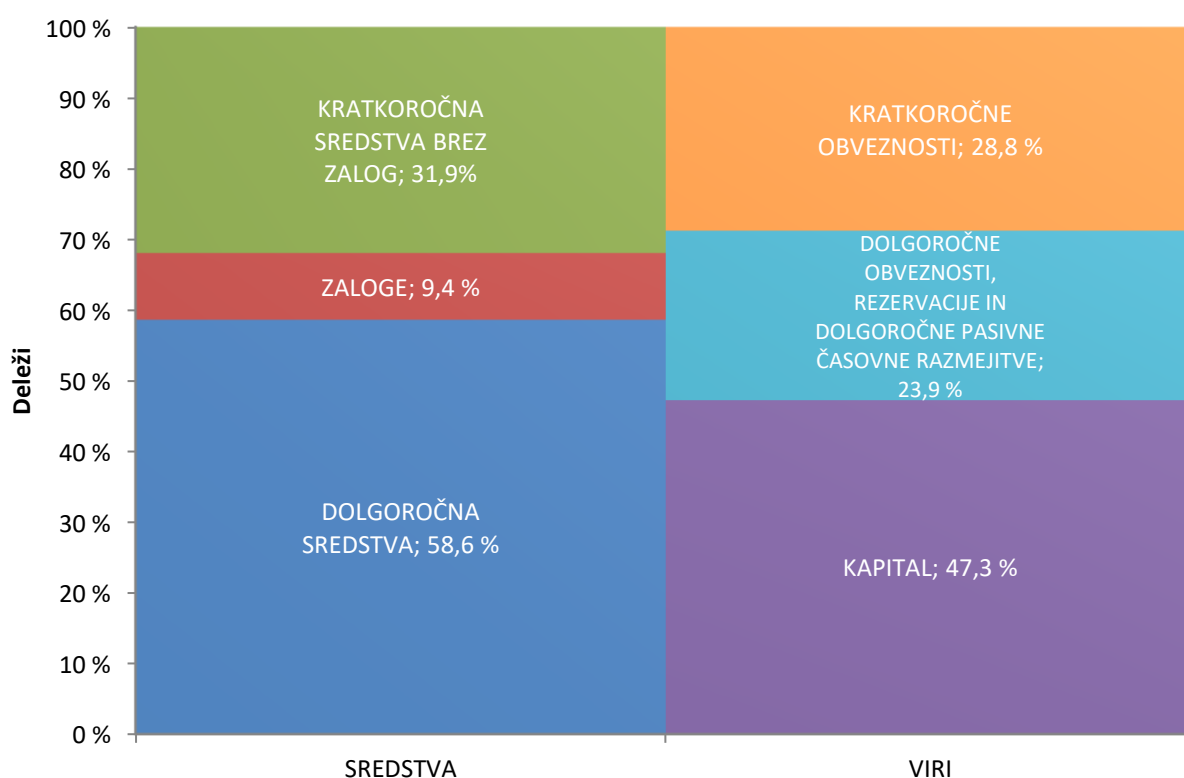 100 %
90 %
80 %
70 %
60 %
50 %
40 %
30 %
20 %
10 %
0 %
Deleži
KRATKOROČNA
SREDSTVA BREZ
ZALOG; 31,9%
ZALOGE; 9,4 %
DOLGOROČNA
SREDSTVA; 58,6 %
KRATKOROČNE
OBVEZNOSTI; 28,8 %
DOLGOROČNE
OBVEZNOSTI,
REZERVACIJE IN
DOLGOROČNE PASIVNE
ČASOVNE RAZMEJITVE;
23,9 %
KAPITAL; 47,3 %
SREDSTVA
VIRI